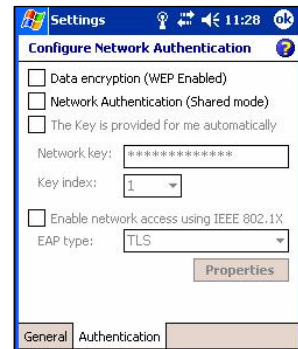 Settings 11:28 ok
Configure Network Authentication ?
Data encryption (WEP Enabled)
Network Authentication (Shared mode)
The Key is provided for me automatically
Network key: *************
Key index: 1
Enable network access using IEEE 802.1X
EAP type: TLS
Properties
General Authentication